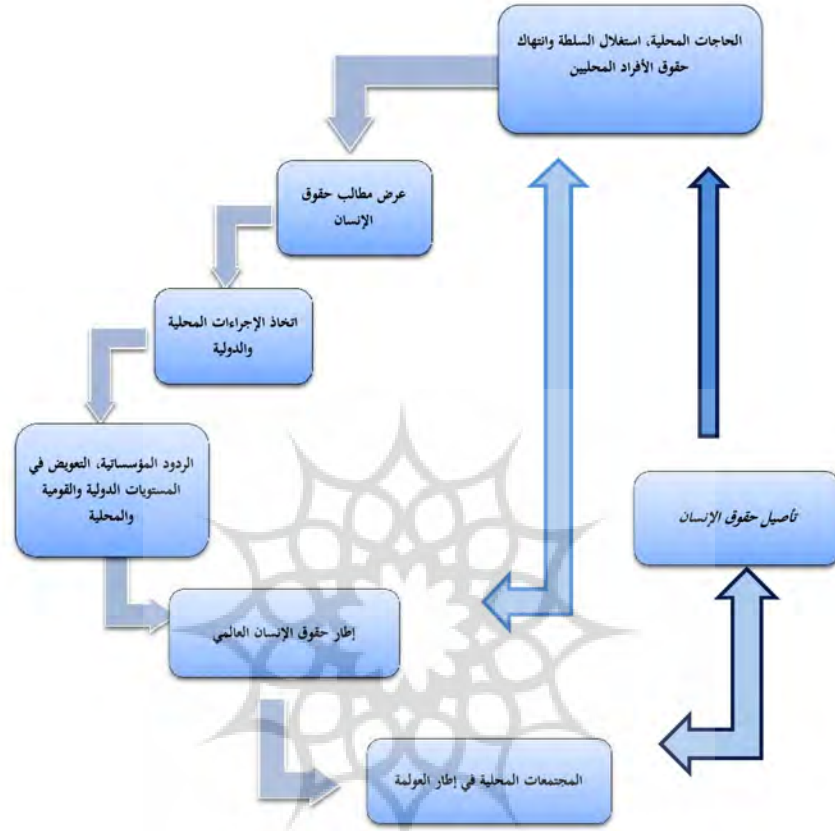 الحاجات المحلية، استغلال السلطة وانتهاك
حقوق الأفراد المحليين
عرض مطالب حقوق
الإنسان
اتخاذ الإجراءات المحلية
والدولية
الردود المؤسساتية، التعويض في
المستويات الدولية والقومية
والمحلية
تأصيل حقوق الإنسان
إطار حقوق الإنسان العالمي
المجتمعات المحلية في إطار العولمة